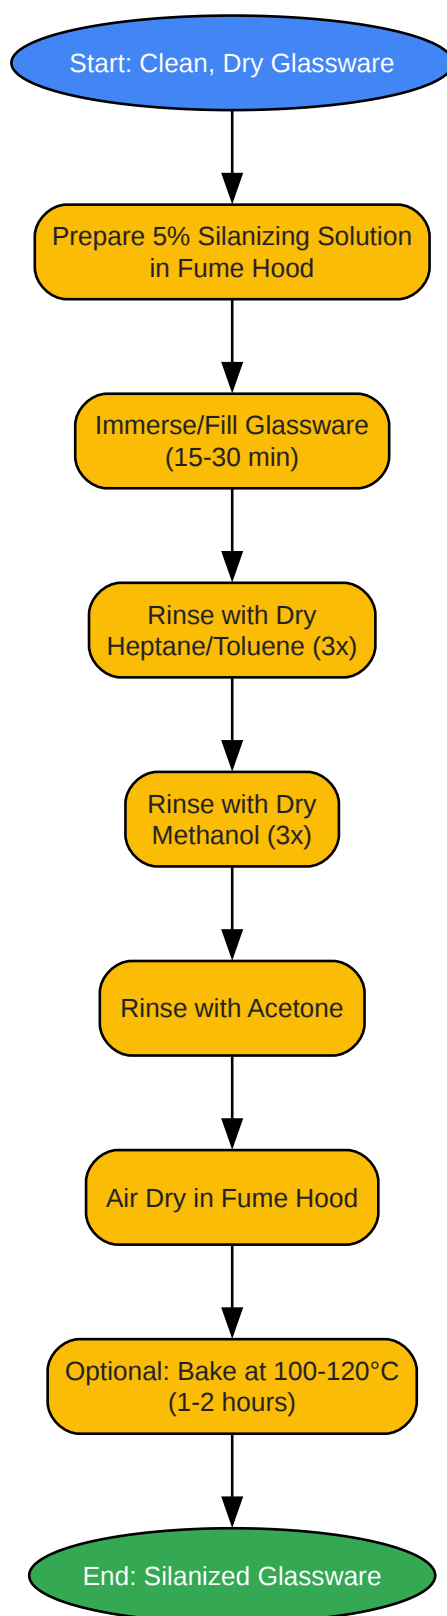 Start: Clean, Dry Glassware
Prepare 5% Silanizing Solution
in Fume Hood
Immerse/Fill Glassware
(15-30 min)
Rinse with Dry
Heptane/Toluene (3x)
Rinse with Dry
Methanol (3x)
Rinse with Acetone
Air Dry in Fume Hood
Optional: Bake at 100-120°C
(1-2 hours)
End: Silanized Glassware